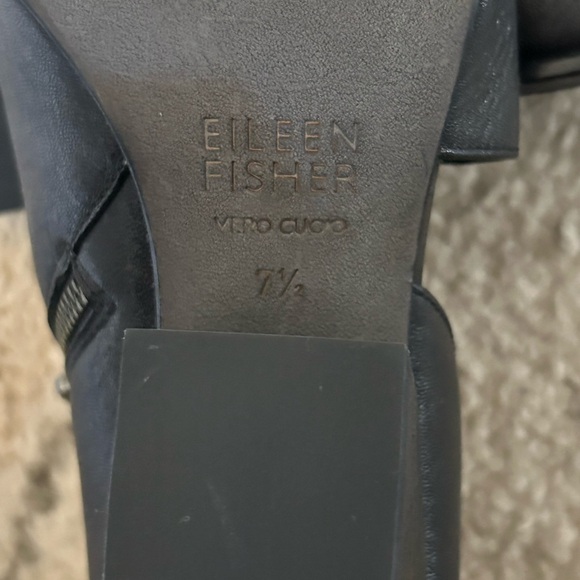 EILEEN
FISHER
VERO CUOIO
7½